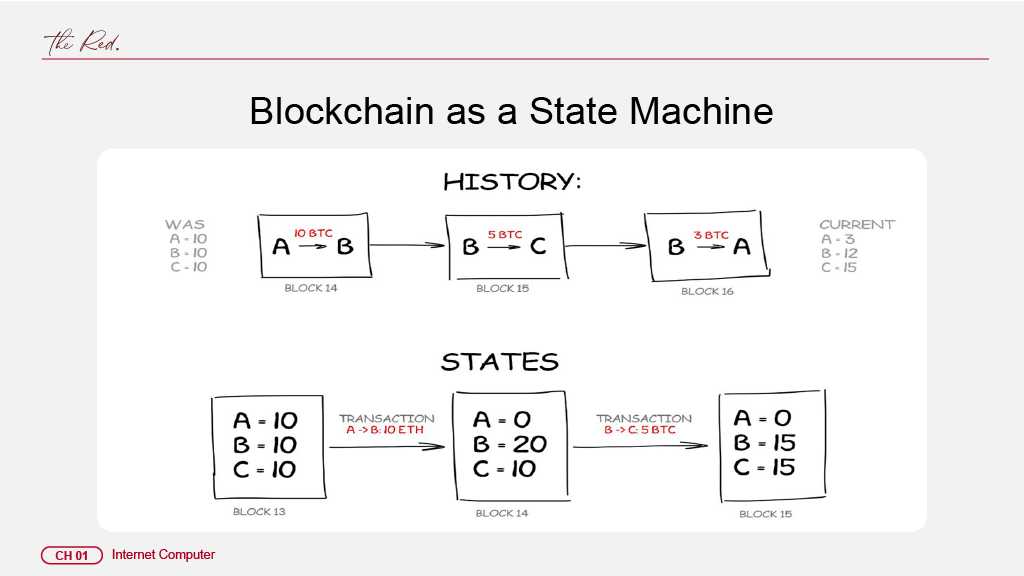 The Red.
Blockchain as a State Machine
HISTORY:
WAS
A - 10
B - 10
C - 10
10 BTC
A → B
BLOCK 14
5 BTC
B → C
BLOCK 15
3 BTC
B → A
BLOCK 16
CURRENT
A - 3
B - 12
C - 15
STATES
A = 10
B = 10
C = 10
BLOCK 13
TRANSACTION
A -> B: 10 ETH
A = 0
B = 20
C = 10
BLOCK 14
TRANSACTION
B -> C: 5 BTC
A = 0
B = 15
C = 15
BLOCK 15
CH 01 Internet Computer